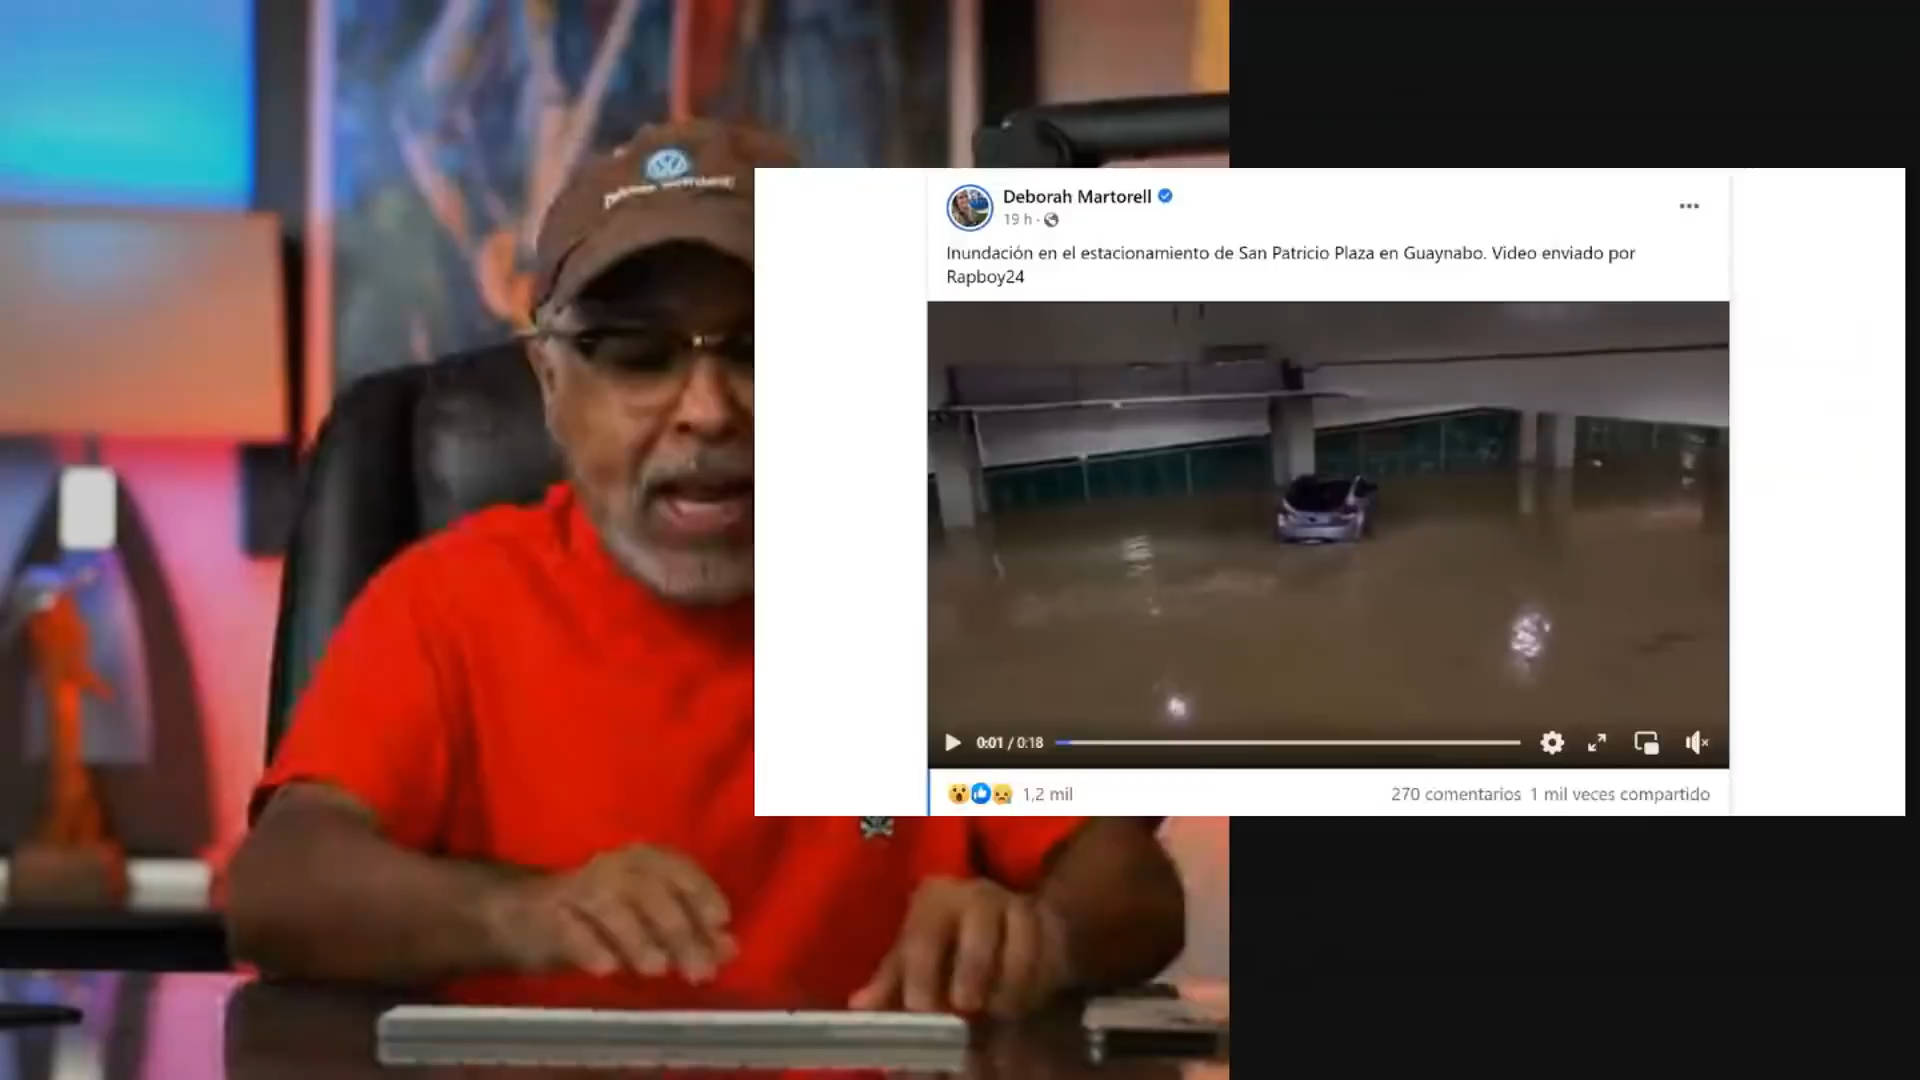 Deborah Martorell
19 h
Inundación en el estacionamiento de San Patricio Plaza en Guaynabo. Video enviado por
Rapboy24
0:01 / 0:18
1,2 mil
270 comentarios 1 mil veces compartido